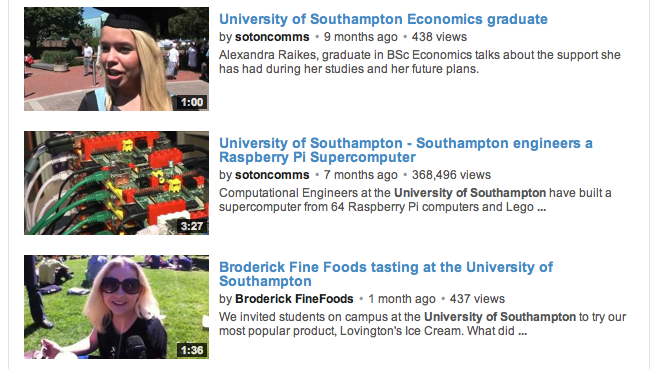 University of Southampton Economics graduate
by sotoncomms • 9 months ago • 438 views
Alexandra Raikes, graduate in BSc Economics talks about the support she
has had during her studies and her future plans.
1:00
University of Southampton - Southampton engineers a
Raspberry Pi Supercomputer
by sotoncomms • 7 months ago • 368,496 views
Computational Engineers at the University of Southampton have built a
supercomputer from 64 Raspberry Pi computers and Lego ...
3:27
Broderick Fine Foods tasting at the University of
Southampton
by Broderick FineFoods • 1 month ago • 437 views
We invited students on campus at the University of Southampton to try our
most popular product, Lovington's Ice Cream. What did ...
1:36